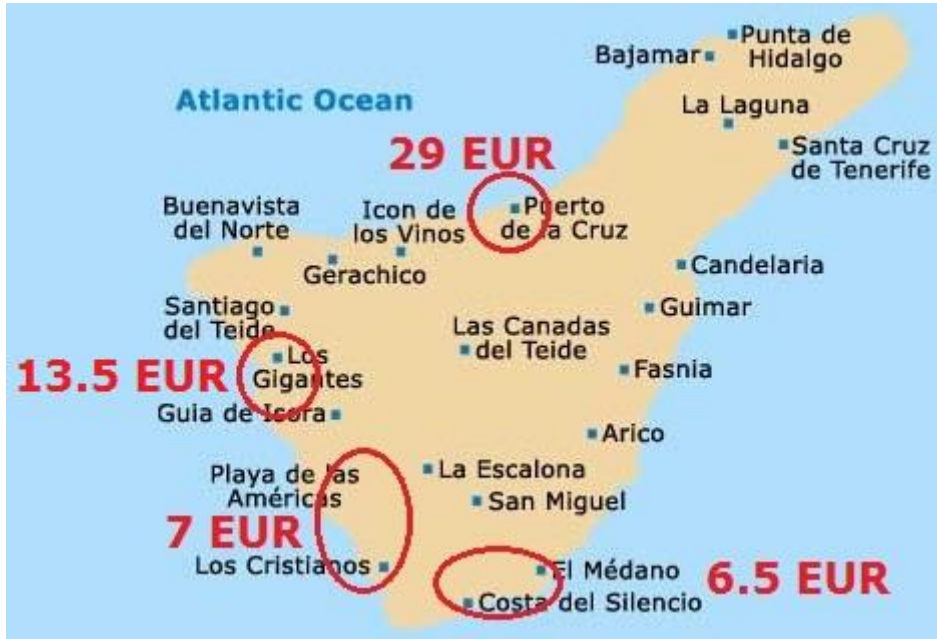 Punta de
Hidalgo
Bajamar
Atlantic Ocean
La Laguna
Santa Cruz
de Tenerife
29 EUR
Buenavista
del Norte
Icon de
los Vinos
Puerto
de la Cruz
Gerachico
Candelaria
Santiago
del Teide
Guimar
Las Canadas
del Teide
Los
Gigantes
13.5 EUR
Fasnia
Guia de Isora
Arico
Playa de las
Américas
La Escalona
San Miguel
7 EUR
Los Cristianos
El Médano
6.5 EUR
Costa del Silencio